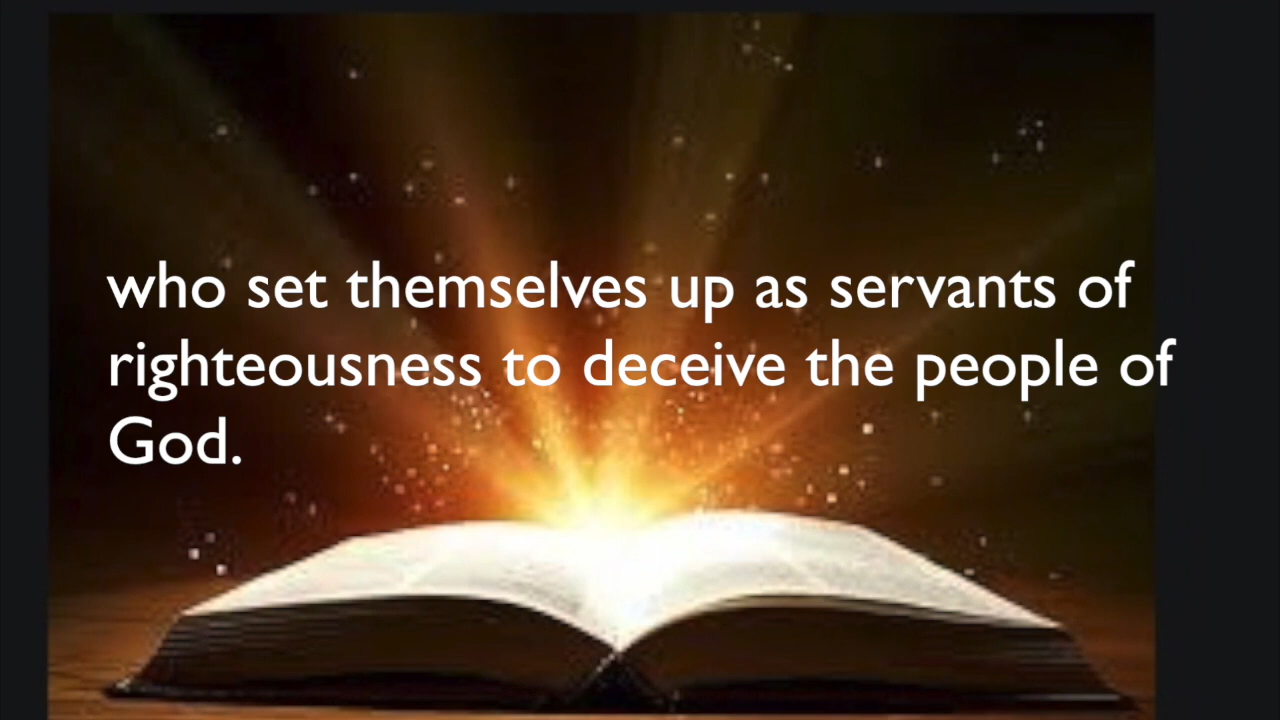 who set themselves up as servants of
righteousness to deceive the people of
God.